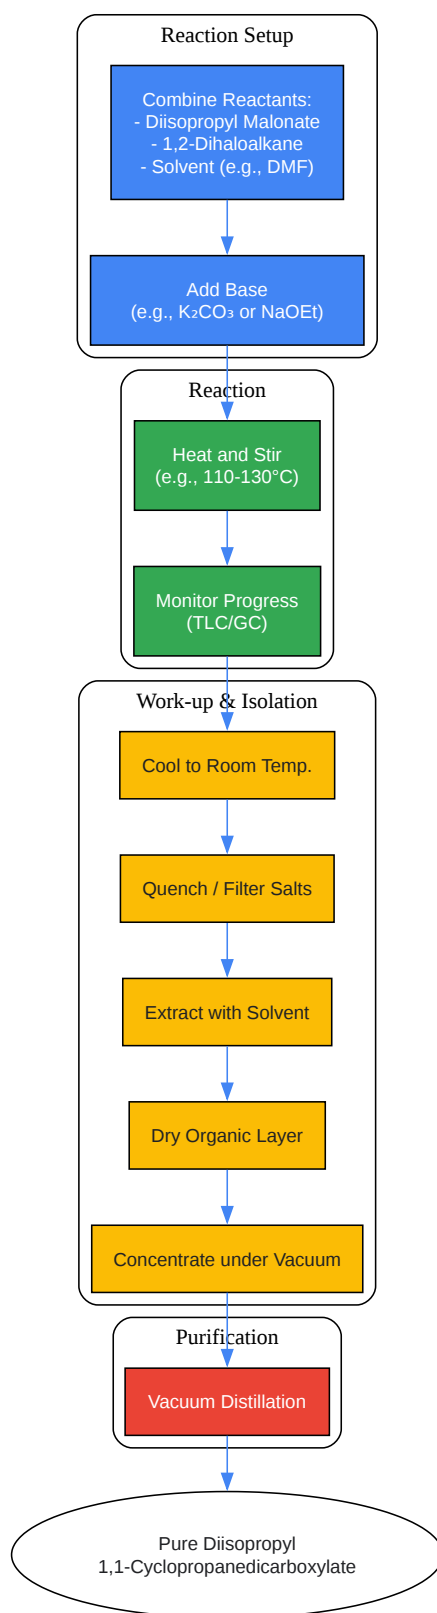 Reaction Setup
Combine Reactants:
- Diisopropyl Malonate
- 1,2-Dihaloalkane
- Solvent (e.g., DMF)
Add Base
(e.g., K₂CO₃ or NaOEt)
Reaction
Heat and Stir
(e.g., 110-130°C)
Monitor Progress
(TLC/GC)
Work-up & Isolation
Cool to Room Temp.
Quench / Filter Salts
Extract with Solvent
Dry Organic Layer
Concentrate under Vacuum
Purification
Vacuum Distillation
Pure Diisopropyl
1,1-Cyclopropanedicarboxylate